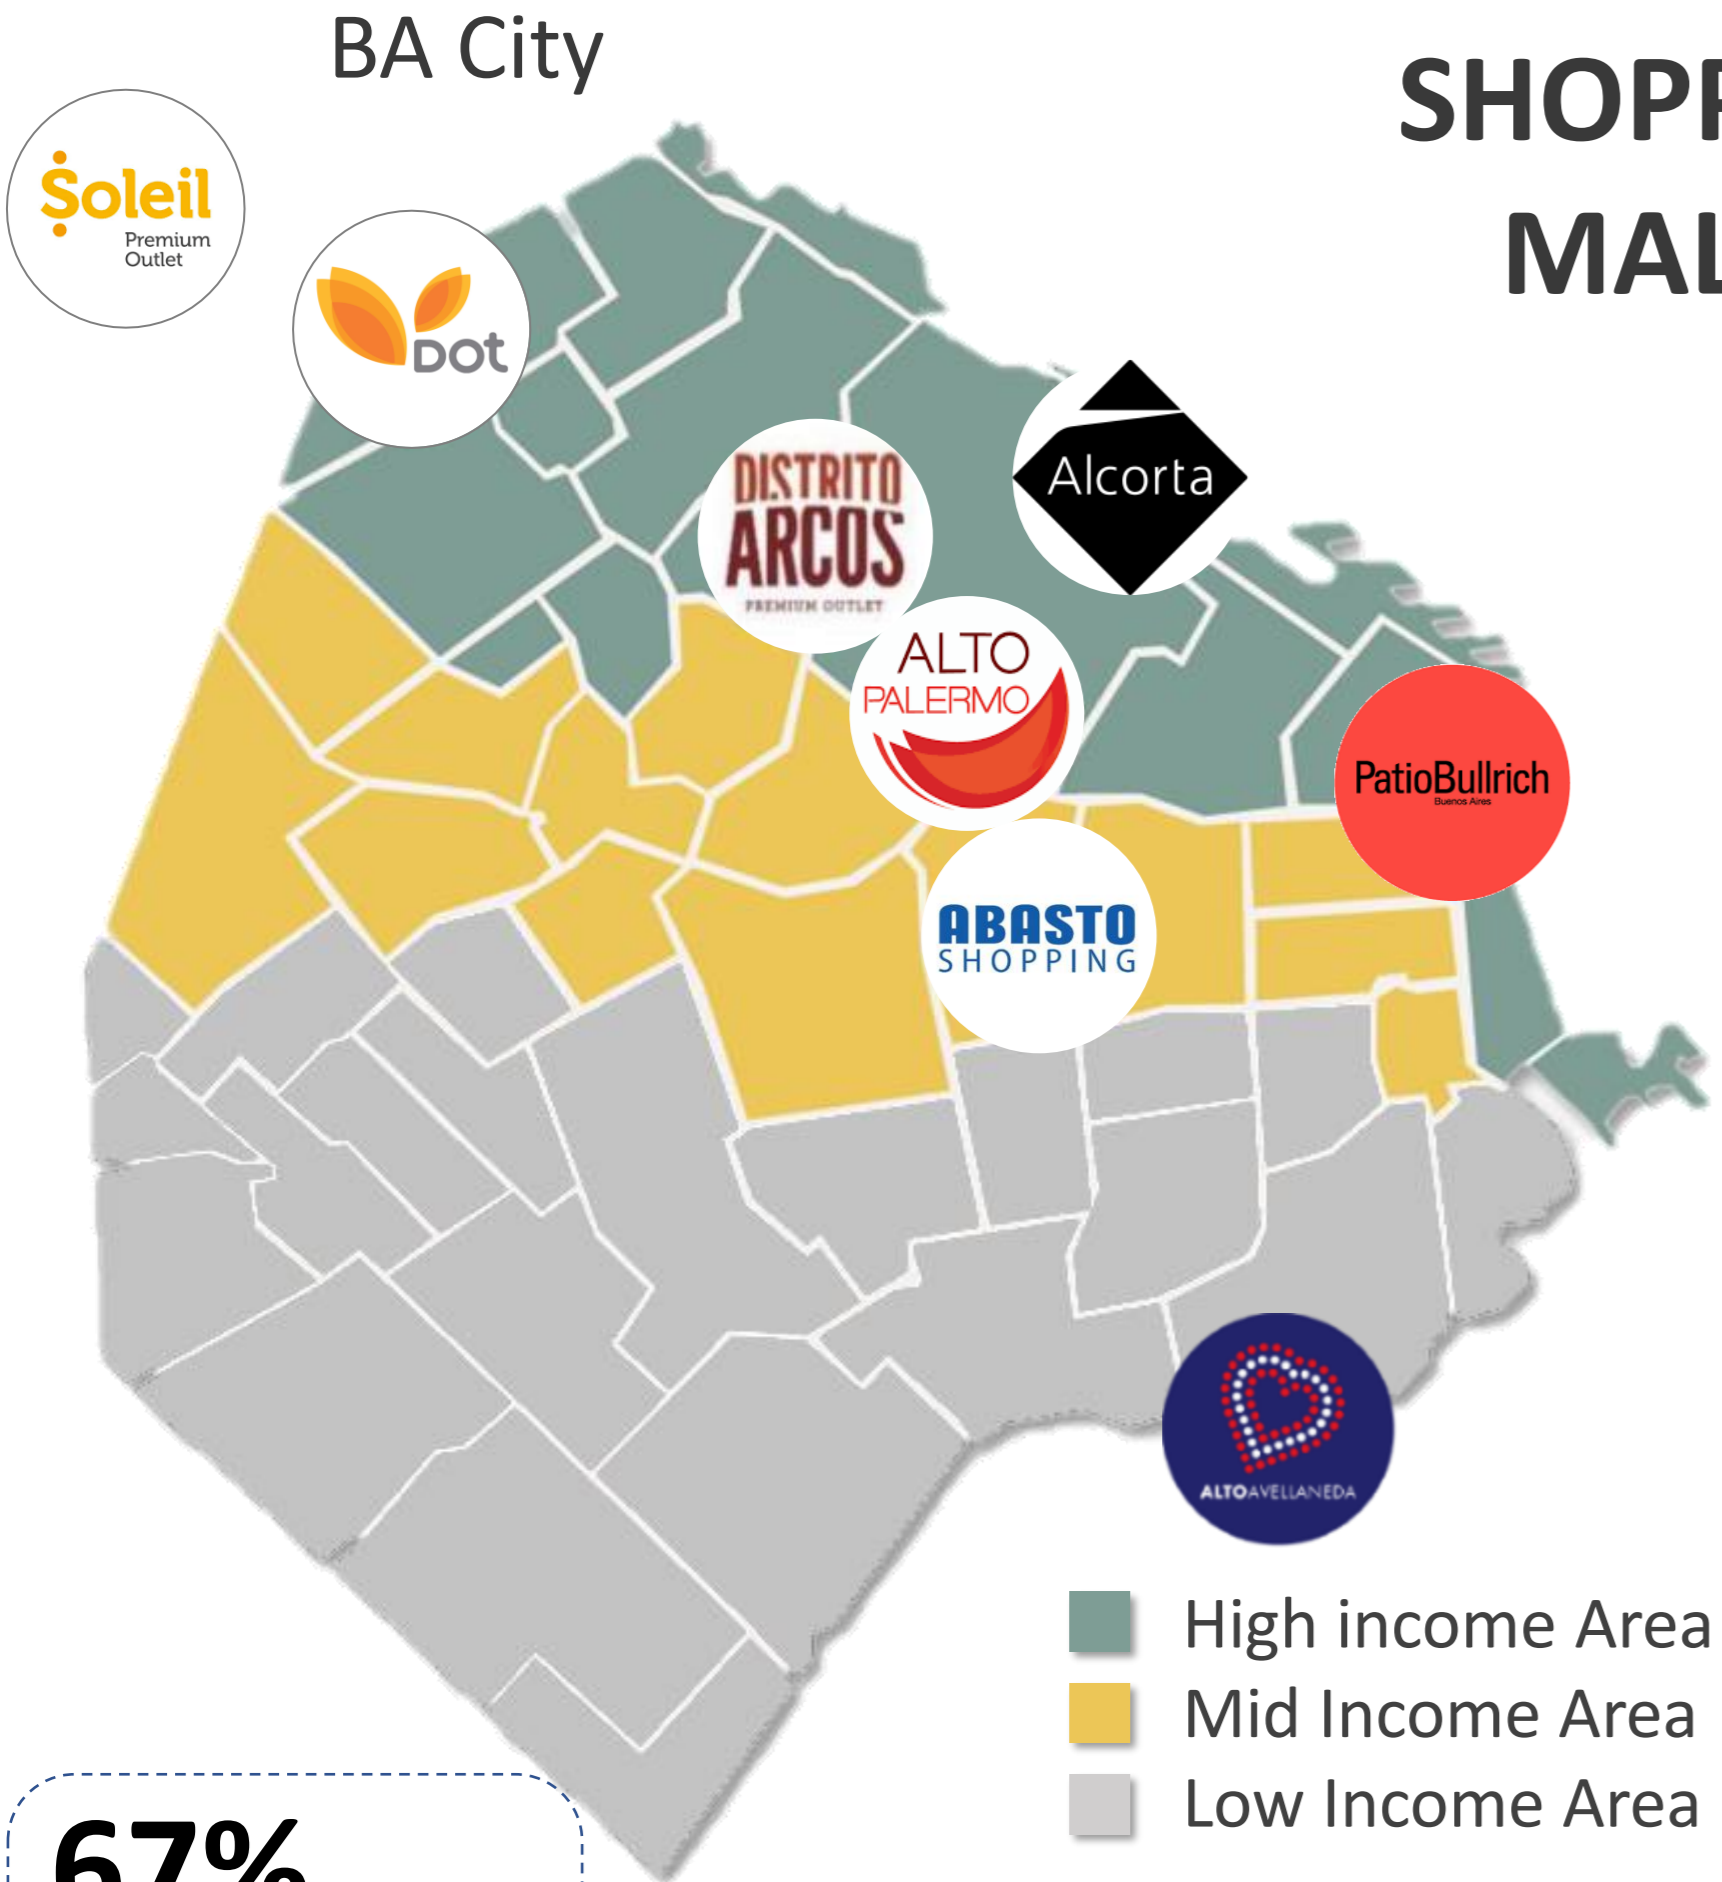 BA City
SHOPP
MAL
Soleil
Premium
Outlet
DOt
DISTRITO
ARCOS
PREMIUM OUTLET
Alcorta
ALTO
PALERMO
PatioBullrich
Buenos Aires
ABASTO
SHOPPING
ALTOAVELLANEDA
High income Area
Mid Income Area
Low Income Area
67%